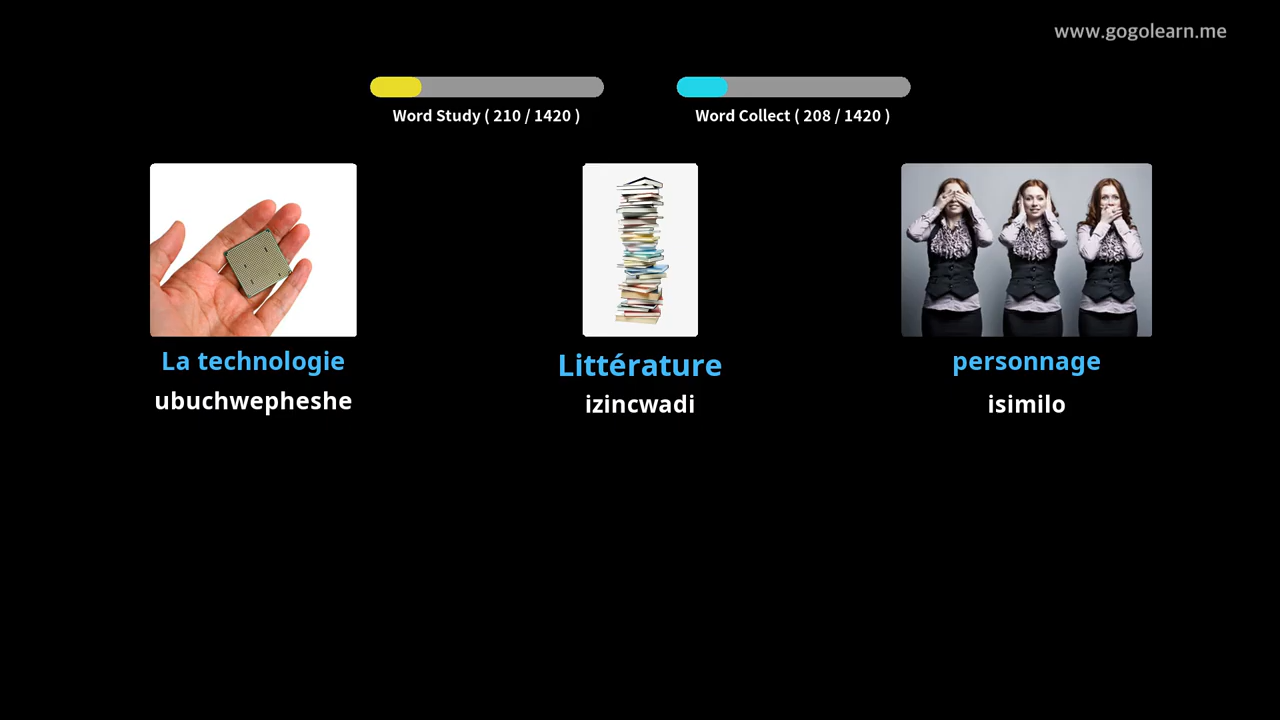 www.gogolearn.me
Word Study ( 210 / 1420 )
Word Collect ( 208 / 1420 )
La technologie
Littérature
personnage
ubuchwepheshe
izincwadi
isimilo